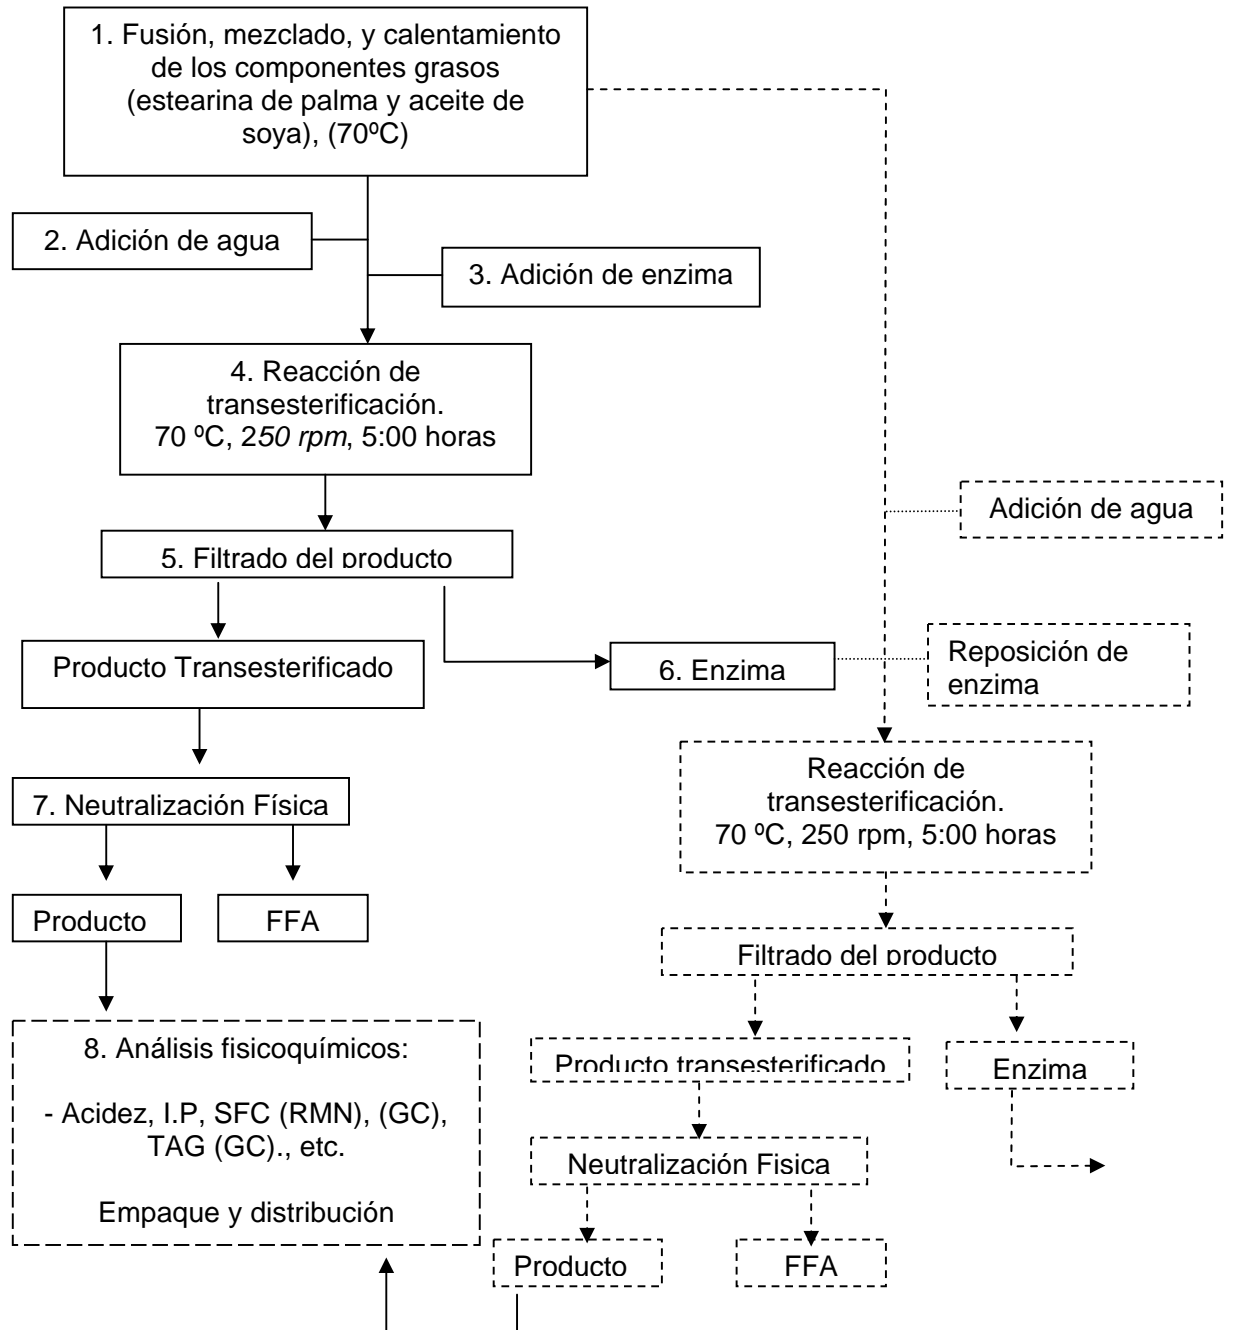 1. Fusión, mezclado, y calentamiento
de los componentes grasos
(estearina de palma y aceite de
soya), (70ºC)
2. Adición de agua
3. Adición de enzima
4. Reacción de
transesterificación.
70 ºC, 250 rpm, 5:00 horas
5. Filtrado del producto
Producto Transesterificado
6. Enzima
7. Neutralización Física
Producto
FFA
8. Análisis fisicoquímicos:
- Acidez, I.P, SFC (RMN), (GC),
TAG (GC)., etc.
Empaque y distribución
Adición de agua
Reposición de
enzima
Reacción de
transesterificación.
70 ºC, 250 rpm, 5:00 horas
Filtrado del producto
Producto transesterificado
Enzima
Neutralización Fisica
Producto
FFA